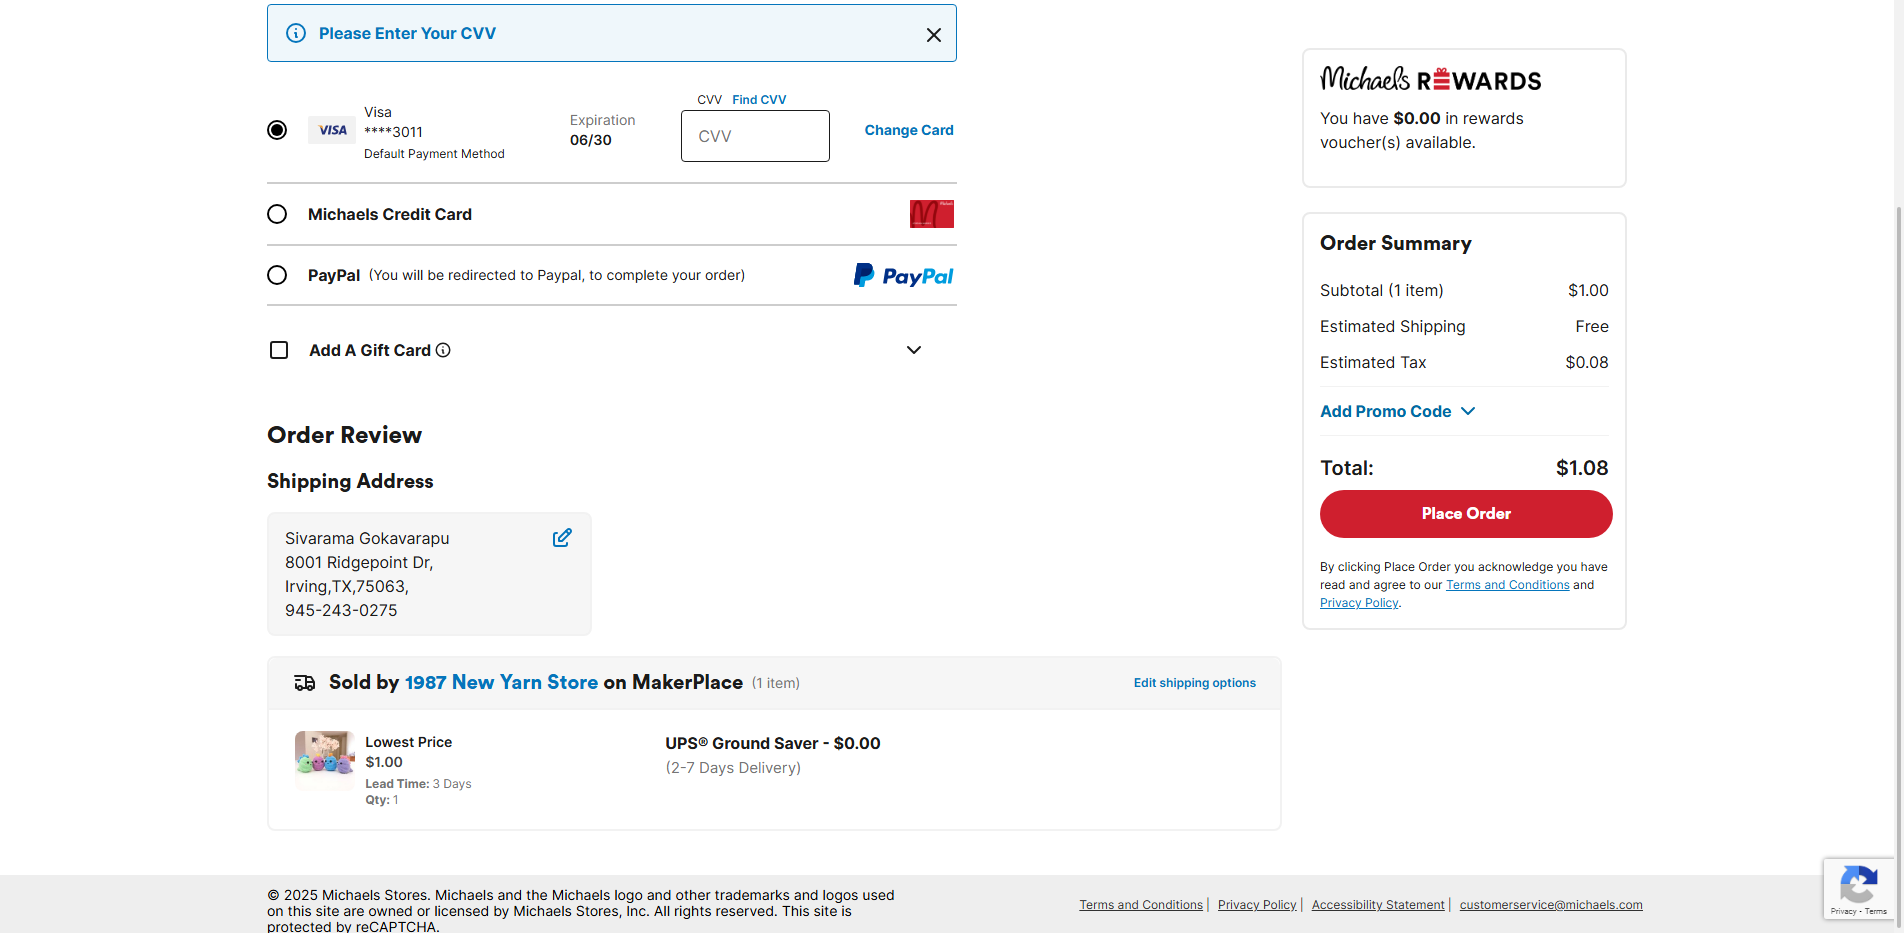 Please Enter Your CVV
VISA
Visa
****3011
Default Payment Method
Expiration
06/30
CVV Find CVV
CVV
Change Card
Michaels Credit Card
PayPal (You will be redirected to Paypal, to complete your order)
PayPal
Add A Gift Card
Order Review
Shipping Address
Sivarama Gokavarapu
8001 Ridgepoint Dr,
Irving,TX,75063,
945-243-0275
Sold by 1987 New Yarn Store on MakerPlace (1 item)
Edit shipping options
Lowest Price
$1.00
Lead Time: 3 Days
Qty: 1
UPS® Ground Saver - $0.00
(2-7 Days Delivery)
Michaels REWARDS
You have $0.00 in rewards
voucher(s) available.
Order Summary
Subtotal (1 item) $1.00
Estimated Shipping Free
Estimated Tax $0.08
Add Promo Code
Total: $1.08
Place Order
By clicking Place Order you acknowledge you have
read and agree to our Terms and Conditions and
Privacy Policy.
© 2025 Michaels Stores. Michaels and the Michaels logo and other trademarks and logos used
on this site are owned or licensed by Michaels Stores, Inc. All rights reserved. This site is
protected by reCAPTCHA.
Terms and Conditions | Privacy Policy | Accessibility Statement | customerservice@michaels.com
Privacy - Terms